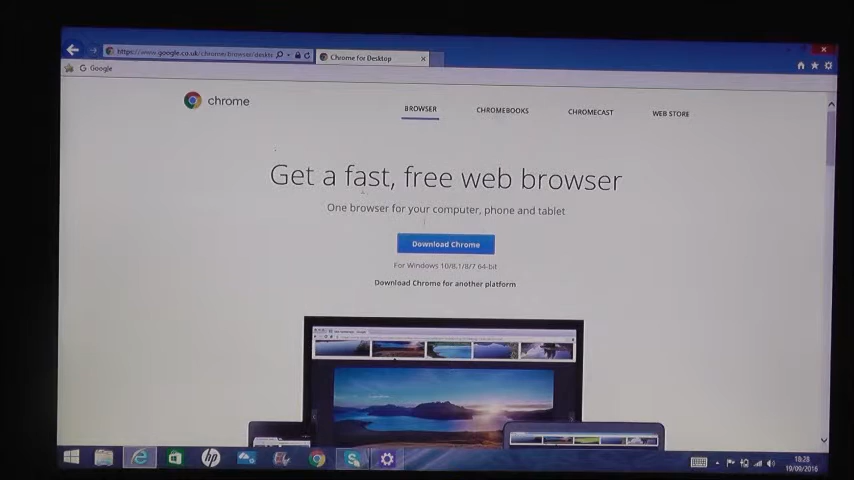 https://www.google.co.uk/chrome/browser/deskt
Chrome for Desktop
Google
chrome
BROWSER
CHROMEBOOKS
CHROMECAST
WEB STORE
Get a fast, free web browser
One browser for your computer, phone and tablet
Download Chrome
For Windows 10/8.1/8/7 64-bit
Download Chrome for another platform
hp
18:28
19/09/2016